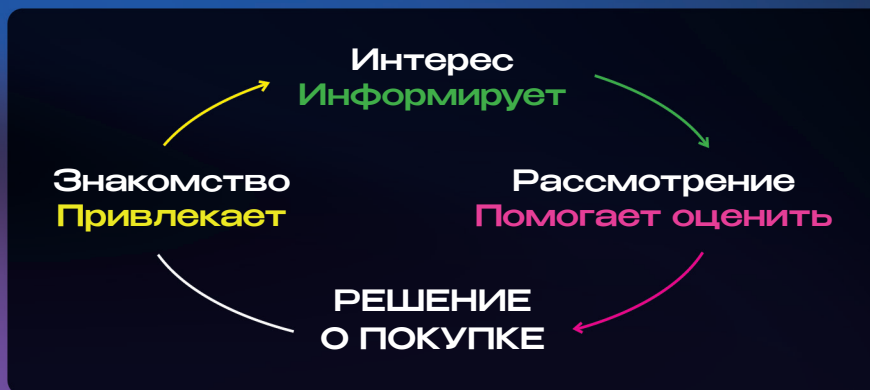 Интерес
Информирует
Знакомство
Привлекает
Рассмотрение
Помогает оценить
РЕШЕНИЕ
О ПОКУПКЕ